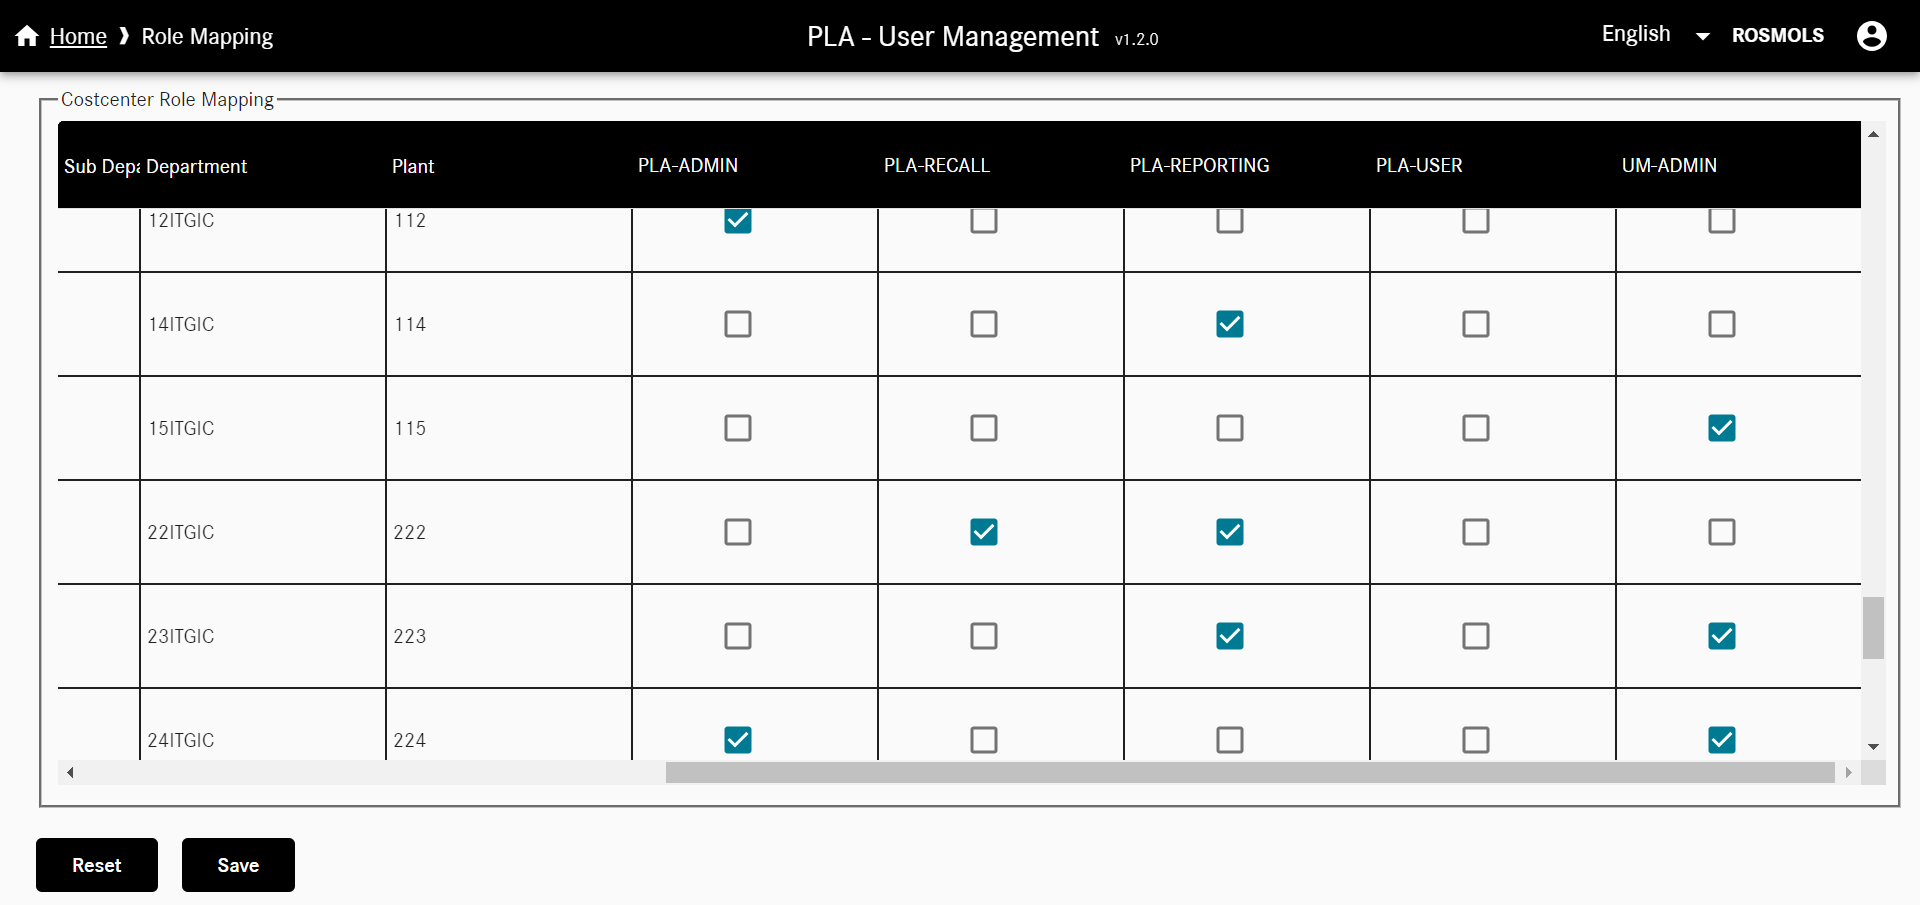 Home ❯ Role Mapping
PLA - User Management v1.2.0
English
ROSMOLS
Costcenter Role Mapping
Sub Depa Department Plant PLA-ADMIN PLA-RECALL PLA-REPORTING PLA-USER UM-ADMIN
12ITGIC 112
14ITGIC 114
15ITGIC 115
22ITGIC 222
23ITGIC 223
24ITGIC 224
Reset Save